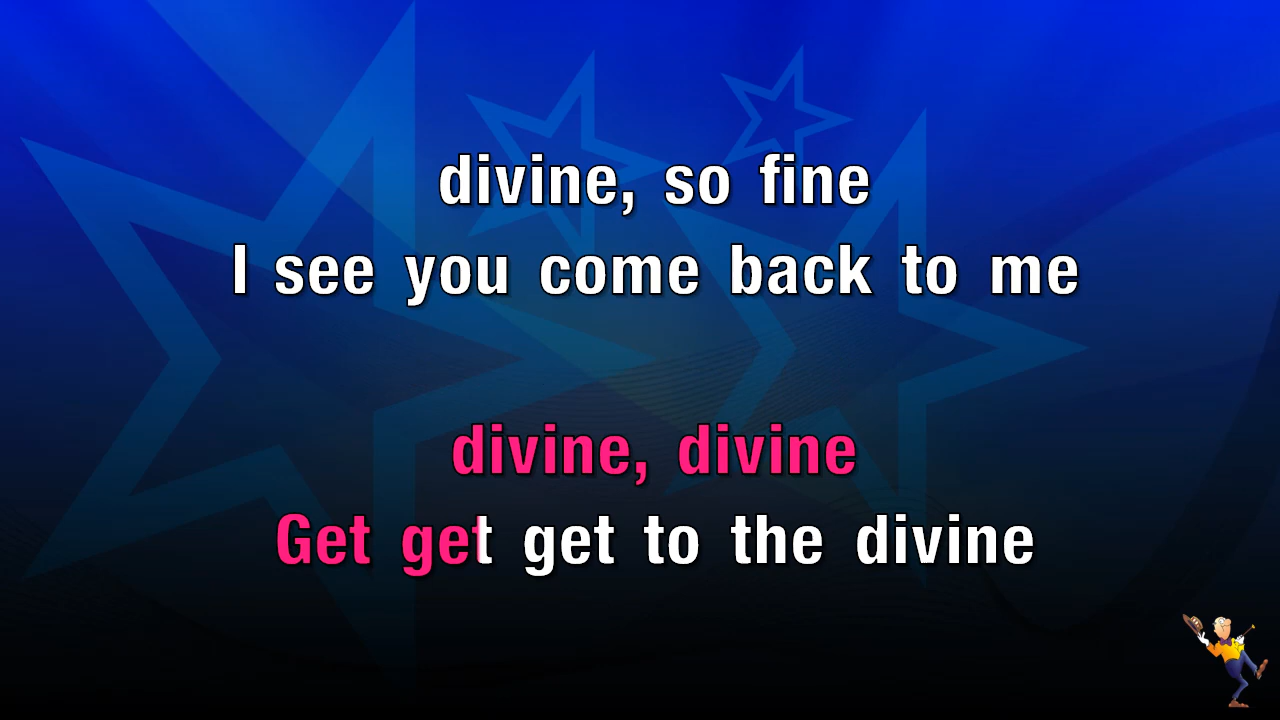 divine, so fine
I see you come back to me
divine, divine
Get get get to the divine